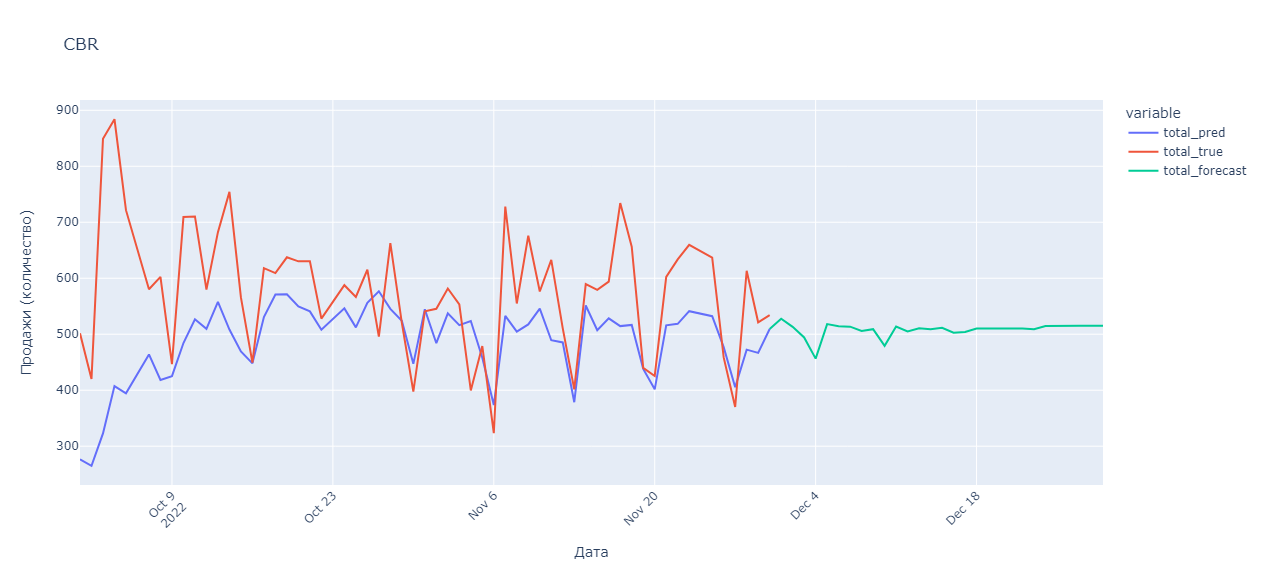 CBR
Продажи (количество)
900
800
700
600
500
400
300
Oct 9
2022
Oct 23
Nov 6
Nov 20
Dec 4
Dec 18
Дата
variable
total_pred
total_true
total_forecast